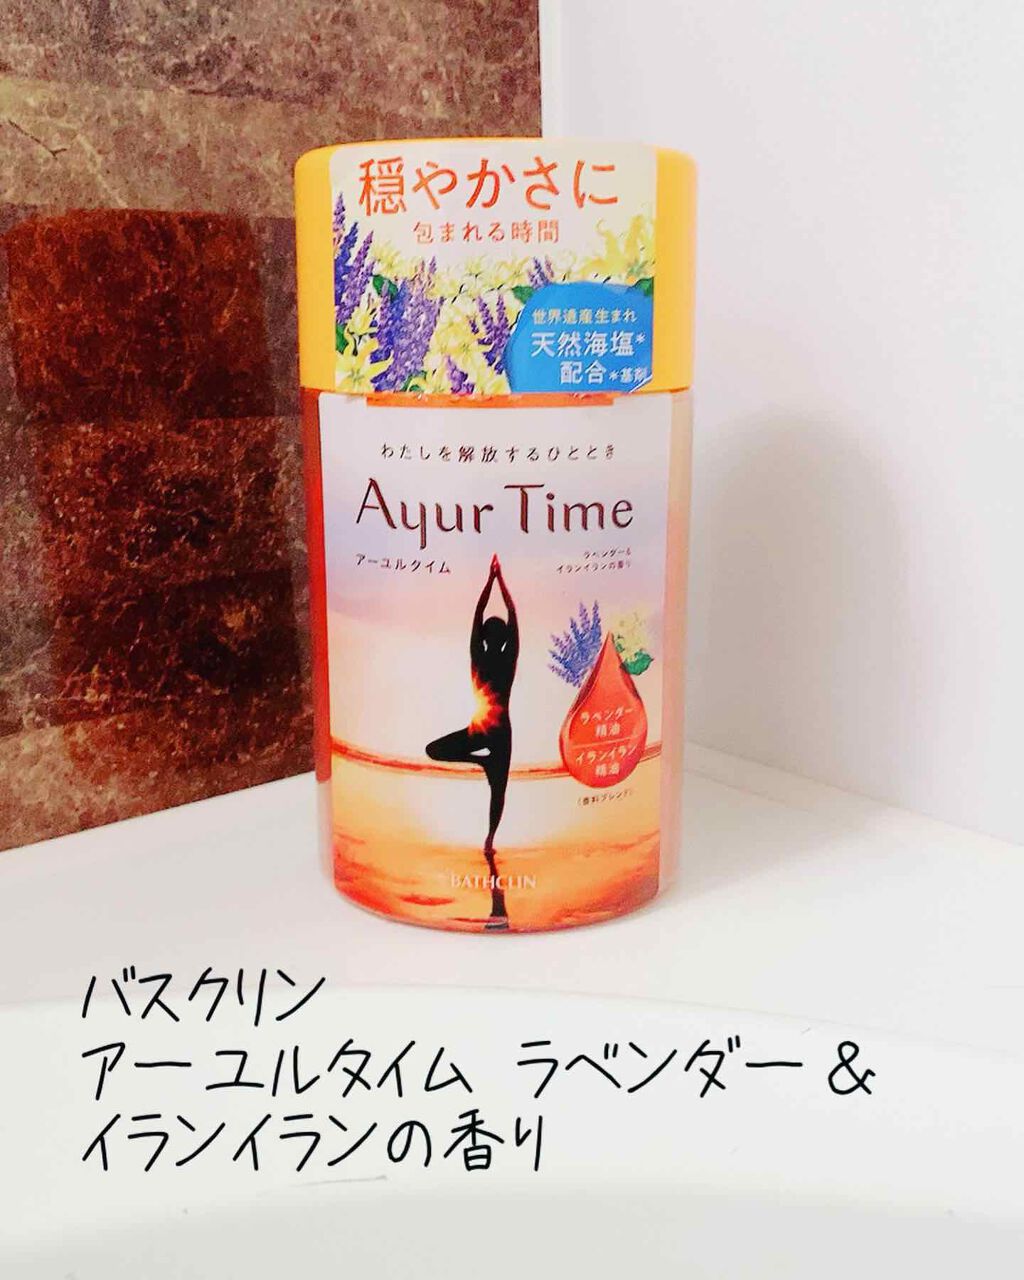 穏やかさに
包まれる時間
世界遺産生まれ
天然海塩*
配合*基剤
わたしを解放するひととき
Ayur Time
アーユルタイム
ラベンダー&
イランイランの香り
ラベンダー
精油
イランイラン
精油
(香料ブレンド)
BATHCLIN
バスクリン
アーユルタイム ラベンダー&
イランイランの香り